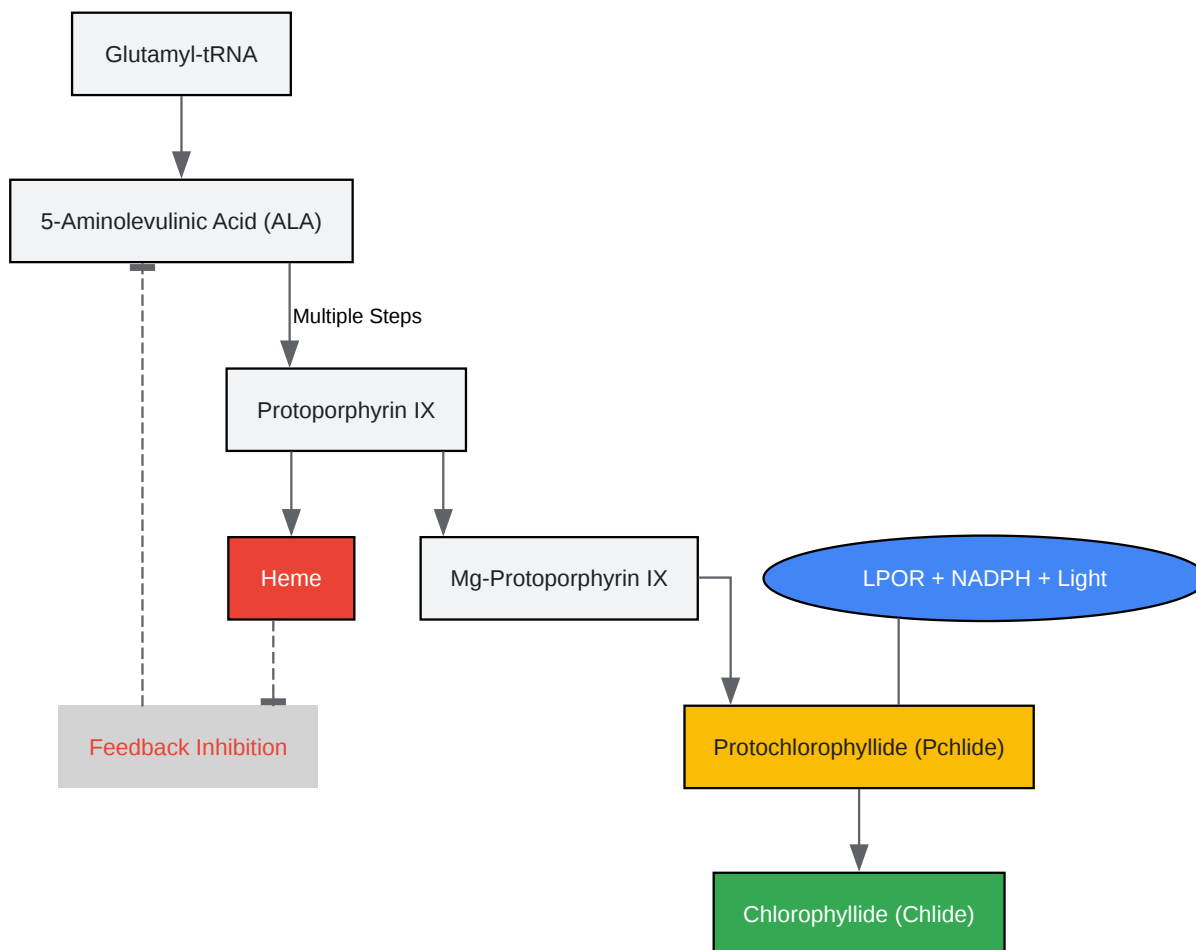 Glutamyl-tRNA
5-Aminolevulinic Acid (ALA)
Multiple Steps
Protoporphyrin IX
Heme
Mg-Protoporphyrin IX
LPOR + NADPH + Light
Feedback Inhibition
Protochlorophyllide (Pchlide)
Chlorophyllide (Chlide)